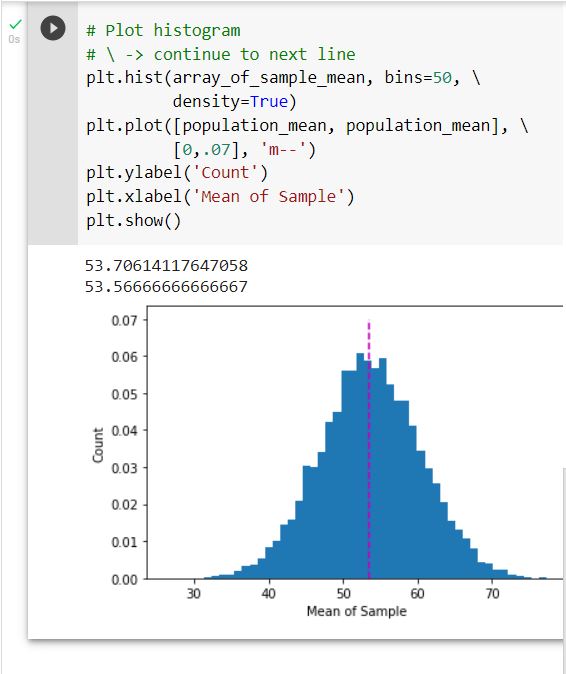 0s
# Plot histogram
# \ -> continue to next line
plt.hist(array_of_sample_mean, bins=50, \
density=True)
plt.plot([population_mean, population_mean], \
[0,.07], 'm--')
plt.ylabel('Count')
plt.xlabel('Mean of Sample')
plt.show()
53.70614117647058
53.56666666666667
0.07
0.06
0.05
0.04
0.03
0.02
0.01
0.00
Count
30 40 50 60 70
Mean of Sample